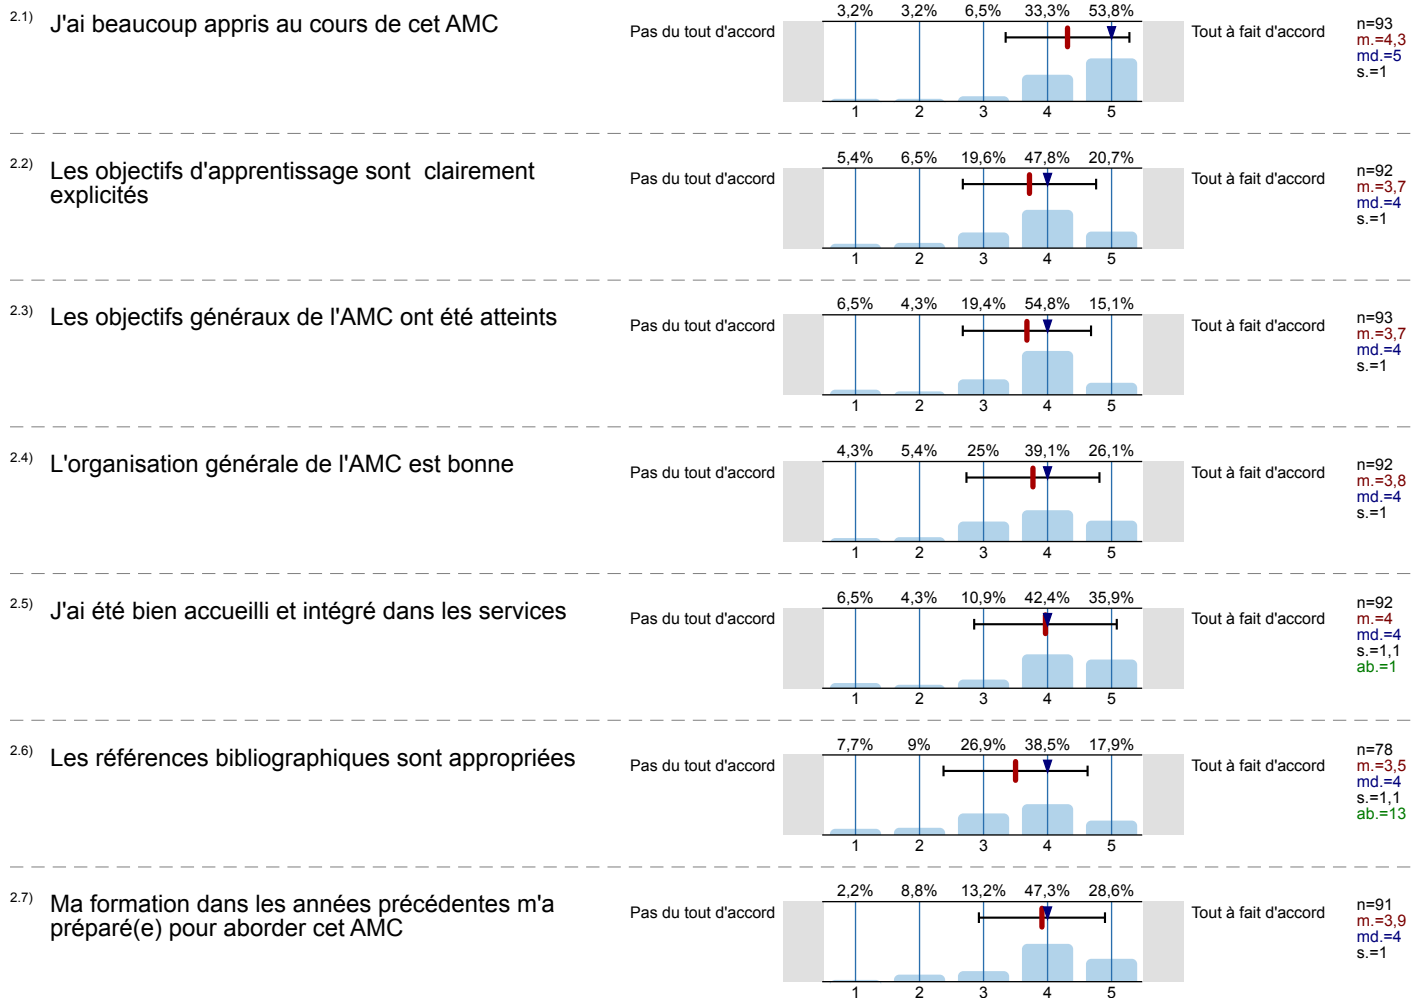 2.1) J'ai beaucoup appris au cours de cet AMC
Pas du tout d'accord
3,2% 3,2% 6,5% 33,3% 53,8%
1 2 3 4 5
Tout à fait d'accord
n=93
m.=4,3
md.=5
s.=1
2.2) Les objectifs d'apprentissage sont clairement
explicités
Pas du tout d'accord
5,4% 6,5% 19,6% 47,8% 20,7%
1 2 3 4 5
Tout à fait d'accord
n=92
m.=3,7
md.=4
s.=1
2.3) Les objectifs généraux de l'AMC ont été atteints
Pas du tout d'accord
6,5% 4,3% 19,4% 54,8% 15,1%
1 2 3 4 5
Tout à fait d'accord
n=93
m.=3,7
md.=4
s.=1
2.4) L'organisation générale de l'AMC est bonne
Pas du tout d'accord
4,3% 5,4% 25% 39,1% 26,1%
1 2 3 4 5
Tout à fait d'accord
n=92
m.=3,8
md.=4
s.=1
2.5) J'ai été bien accueilli et intégré dans les services
Pas du tout d'accord
6,5% 4,3% 10,9% 42,4% 35,9%
1 2 3 4 5
Tout à fait d'accord
n=92
m.=4
md.=4
s.=1,1
ab.=1
2.6) Les références bibliographiques sont appropriées
Pas du tout d'accord
7,7% 9% 26,9% 38,5% 17,9%
1 2 3 4 5
Tout à fait d'accord
n=78
m.=3,5
md.=4
s.=1,1
ab.=13
2.7) Ma formation dans les années précédentes m'a
préparé(e) pour aborder cet AMC
Pas du tout d'accord
2,2% 8,8% 13,2% 47,3% 28,6%
1 2 3 4 5
Tout à fait d'accord
n=91
m.=3,9
md.=4
s.=1